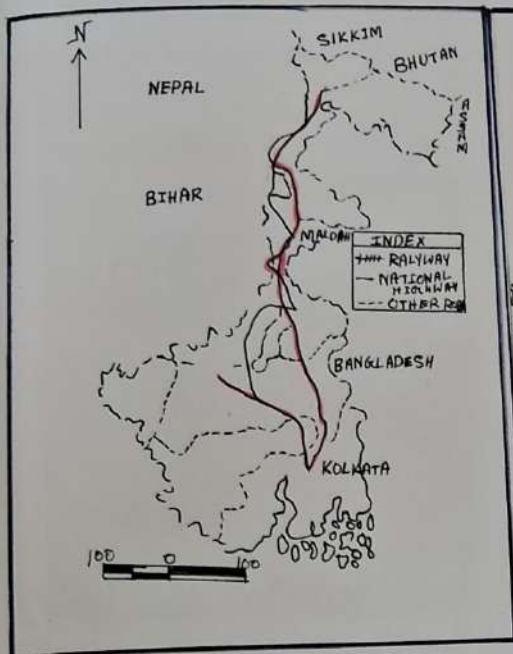 N
SIKKIM
BHUTAN
NEPAL
ASSAM
BIHAR
MALDAH
INDEX
RALYWAY
NATIONAL
HIGHWAY
OTHER
BANGLADESH
KOLKATA
100 0 100